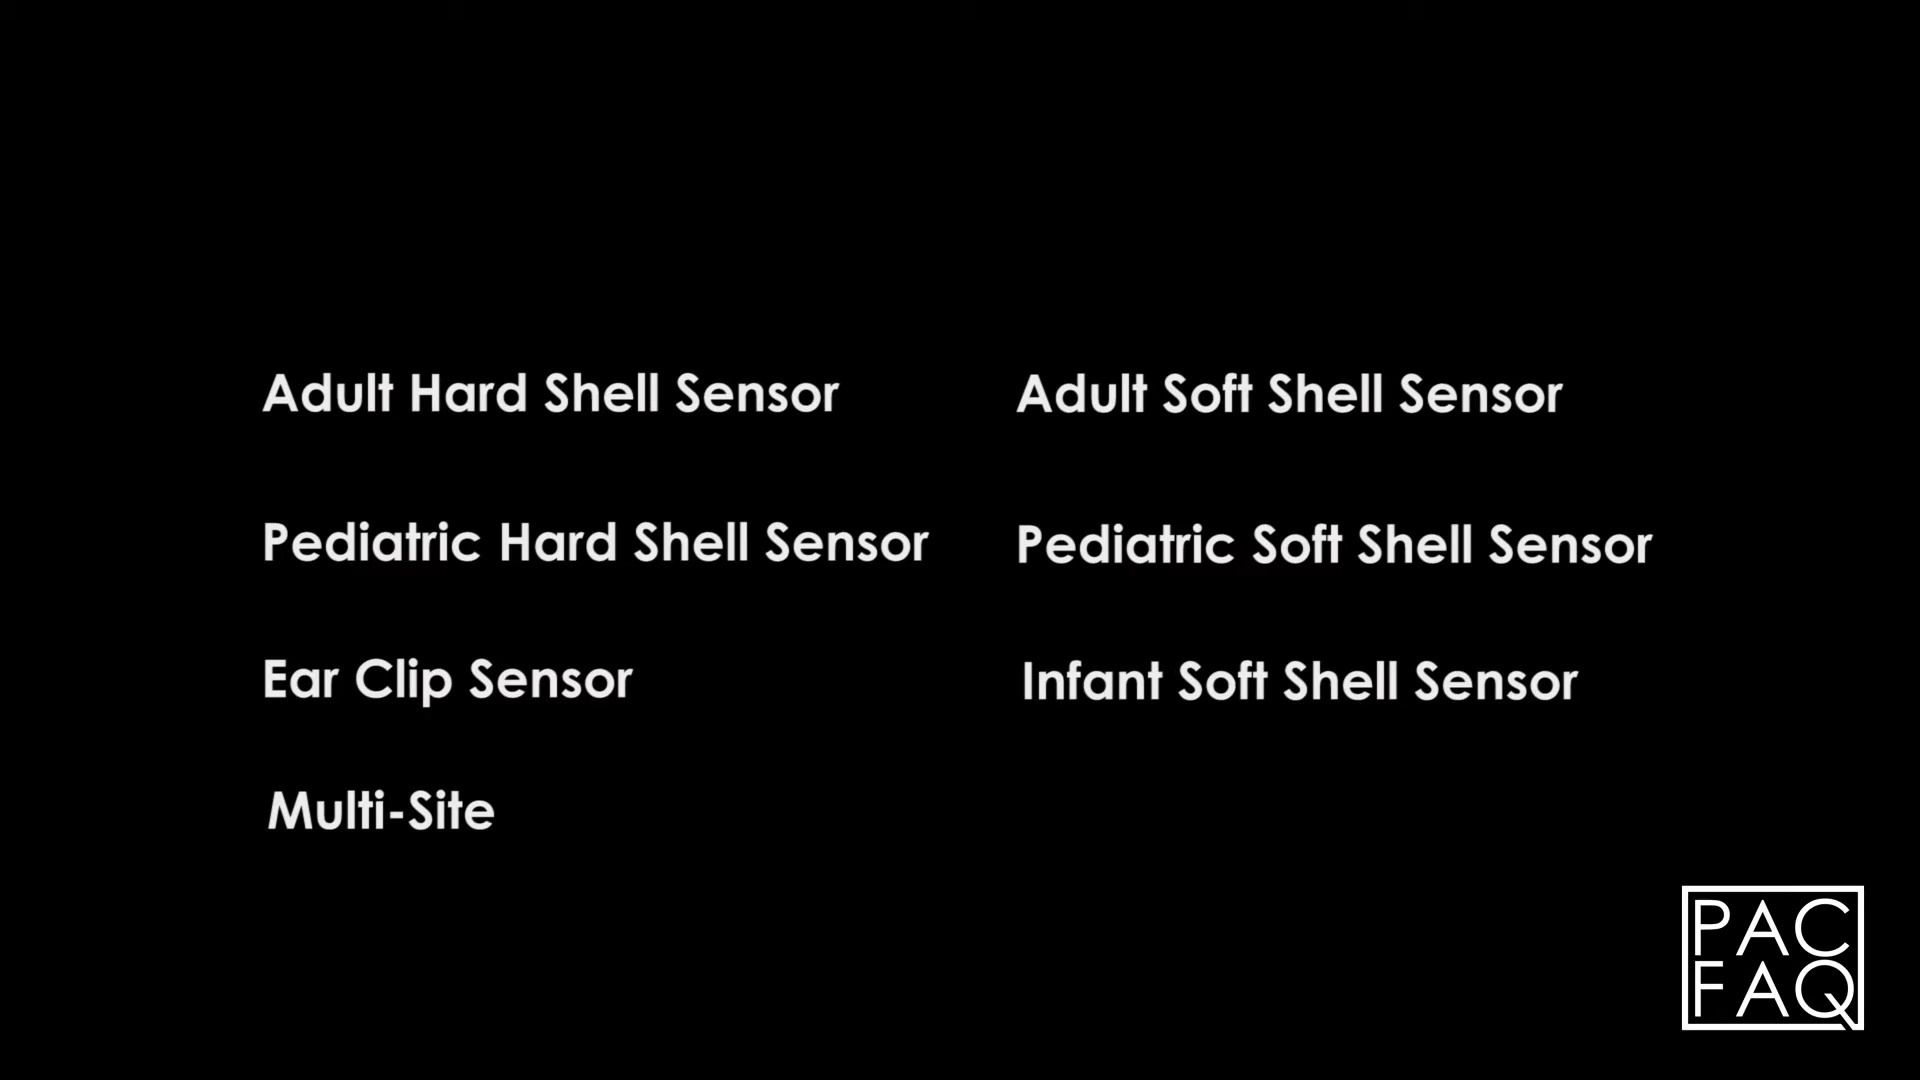 Adult Hard Shell Sensor
Adult Soft Shell Sensor
Pediatric Hard Shell Sensor
Pediatric Soft Shell Sensor
Ear Clip Sensor
Infant Soft Shell Sensor
Multi-Site
PAC
FAQ